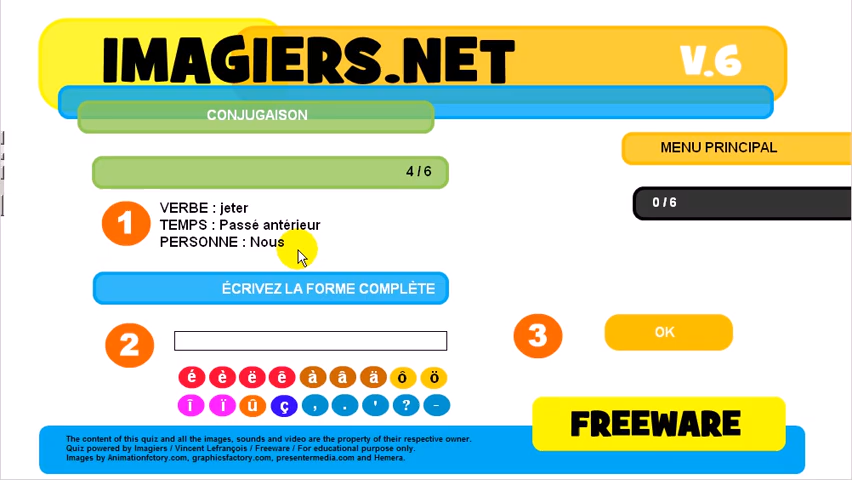 IMAGIERS.NET
V.6
CONJUGAISON
MENU PRINCIPAL
4 / 6
0 / 6
1
VERBE : jeter
TEMPS : Passé antérieur
PERSONNE : Nous
ÉCRIVEZ LA FORME COMPLÈTE
2
3
OK
é è ë ê à â ä ô ö
î ï û ç , . ' ? -
FREEWARE
The content of this quiz and all the images, sounds and video are the property of their respective owner.
Quiz powered by Imagiers / Vincent Lefrançois / Freeware / For educational purpose only.
Images by Animationfctory.com, graphicsfactory.com, presentermedia.com and Hemera.